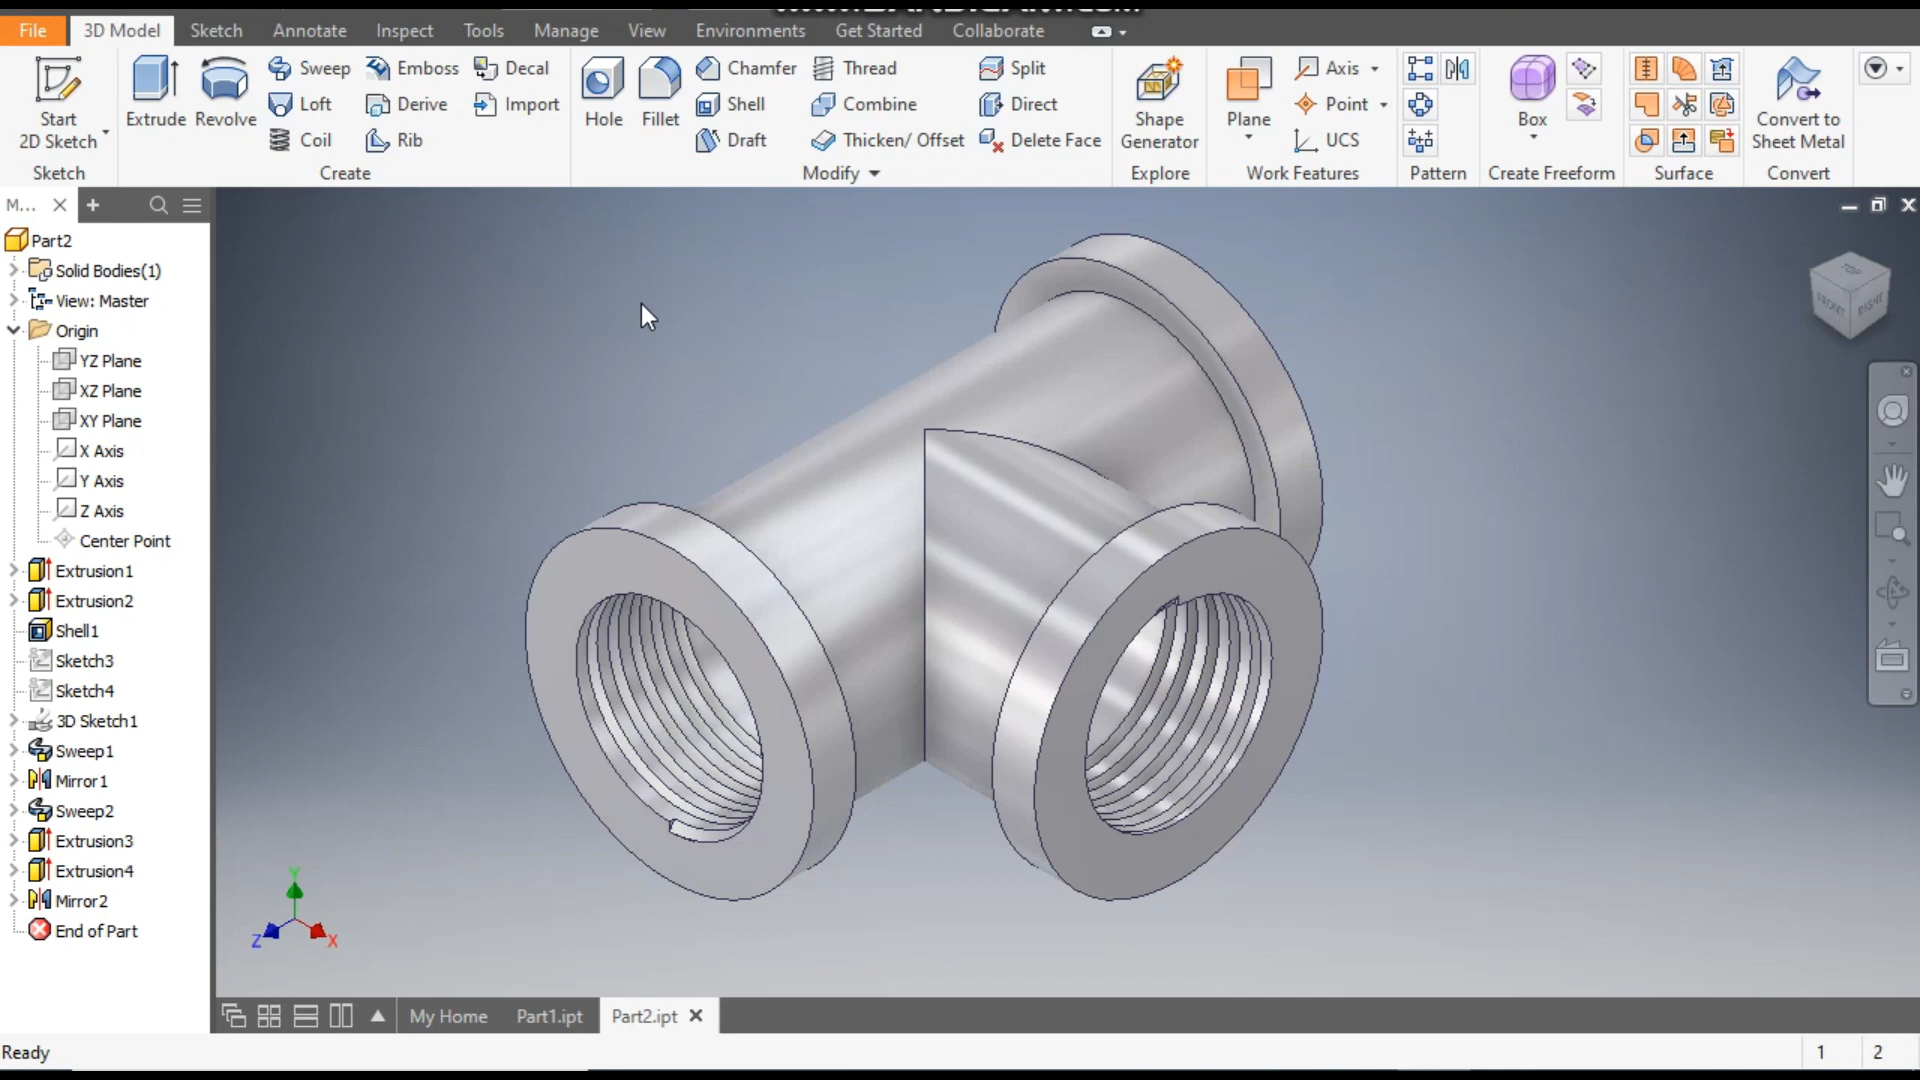 File 3D Model Sketch Annotate Inspect Tools Manage View Environments Get Started Collaborate
Start
2D Sketch
Sketch
Extrude Revolve
Sweep Emboss Decal
Loft Derive Import
Coil Rib
Create
Hole Fillet
Chamfer Thread Split
Shell Combine Direct
Draft Thicken/ Offset Delete Face
Modify
Shape
Generator
Explore
Plane
Axis
Point
UCS
Work Features
Pattern
Box
Create Freeform
Surface
Convert to
Sheet Metal
Convert
M...
Part2
Solid Bodies(1)
View: Master
Origin
YZ Plane
XZ Plane
XY Plane
X Axis
Y Axis
Z Axis
Center Point
Extrusion1
Extrusion2
Shell1
Sketch3
Sketch4
3D Sketch1
Sweep1
Mirror1
Sweep2
Extrusion3
Extrusion4
Mirror2
End of Part
TOP
FRONT RIGHT
Y
Z X
My Home Part1.ipt Part2.ipt
Ready 1 2